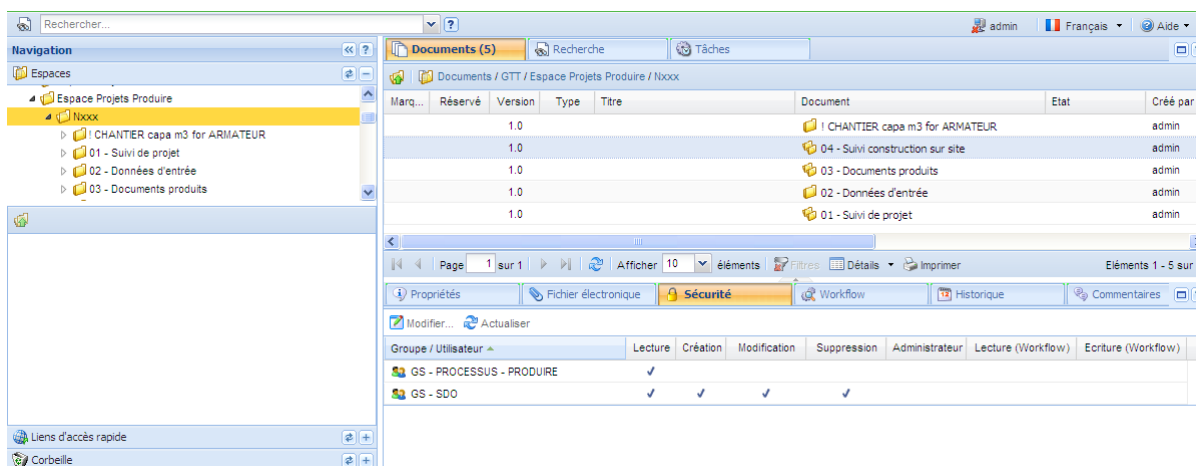 Rechercher... ? admin Français Aide
Navigation ?
Espaces
Espace Projets Produire
Nxxx
! CHANTIER capa m3 for ARMATEUR
01 - Suivi de projet
02 - Données d'entrée
03 - Documents produits
Liens d'accès rapide
Corbeille
Documents (5) Recherche Tâches
Documents / GTT / Espace Projets Produire / Nxxx
Marq... Réservé Version Type Titre Document Etat Créé par
1.0 ! CHANTIER capa m3 for ARMATEUR admin
1.0 04 - Suivi construction sur site admin
1.0 03 - Documents produits admin
1.0 02 - Données d'entrée admin
1.0 01 - Suivi de projet admin
Page 1 sur 1 Afficher 10 éléments Filtres Détails Imprimer Eléments 1 - 5 sur
Propriétés Fichier électronique Sécurité Workflow Historique Commentaires
Modifier... Actualiser
Groupe / Utilisateur Lecture Création Modification Suppression Administrateur Lecture (Workflow) Ecriture (Workflow)
GS - PROCESSUS - PRODUIRE
GS - SDO